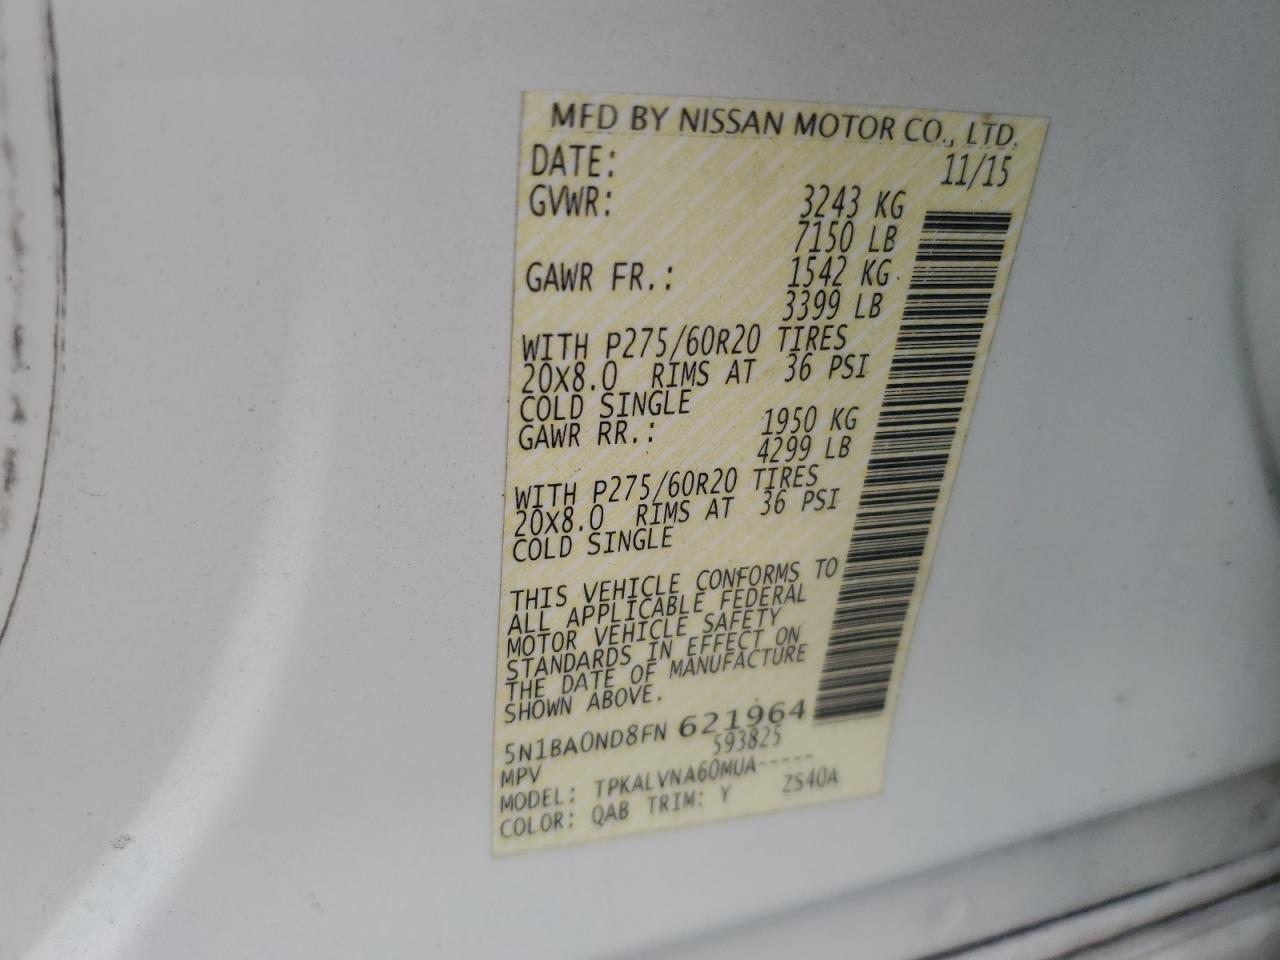 MFD BY NISSAN MOTOR CO., LTD.
DATE: 11/15
GVWR: 3243 KG
7150 LB
GAWR FR.: 1542 KG
3399 LB
WITH P275/60R20 TIRES
20X8.0 RIMS AT 36 PSI
COLD SINGLE
GAWR RR.: 1950 KG
4299 LB
WITH P275/60R20 TIRES
20X8.0 RIMS AT 36 PSI
COLD SINGLE
THIS VEHICLE CONFORMS TO
ALL APPLICABLE FEDERAL
MOTOR VEHICLE SAFETY
STANDARDS IN EFFECT ON
THE DATE OF MANUFACTURE
SHOWN ABOVE.
5N1BA0ND8FN 621964
MPV 593825
MODEL: TPKALVNA60MUA-----
COLOR: QAB TRIM: Y ZS40A